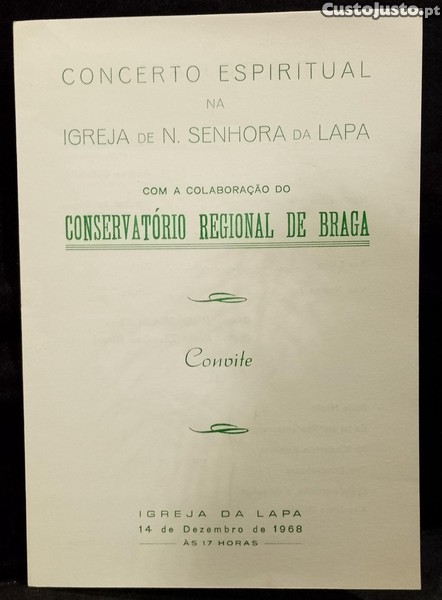 CustoJusto.pt
CONCERTO ESPIRITUAL
NA
IGREJA DE N. SENHORA DA LAPA
COM A COLABORAÇÃO DO
CONSERVATÓRIO REGIONAL DE BRAGA
Convite
IGREJA DA LAPA
14 de Dezembro de 1968
ÀS 17 HORAS